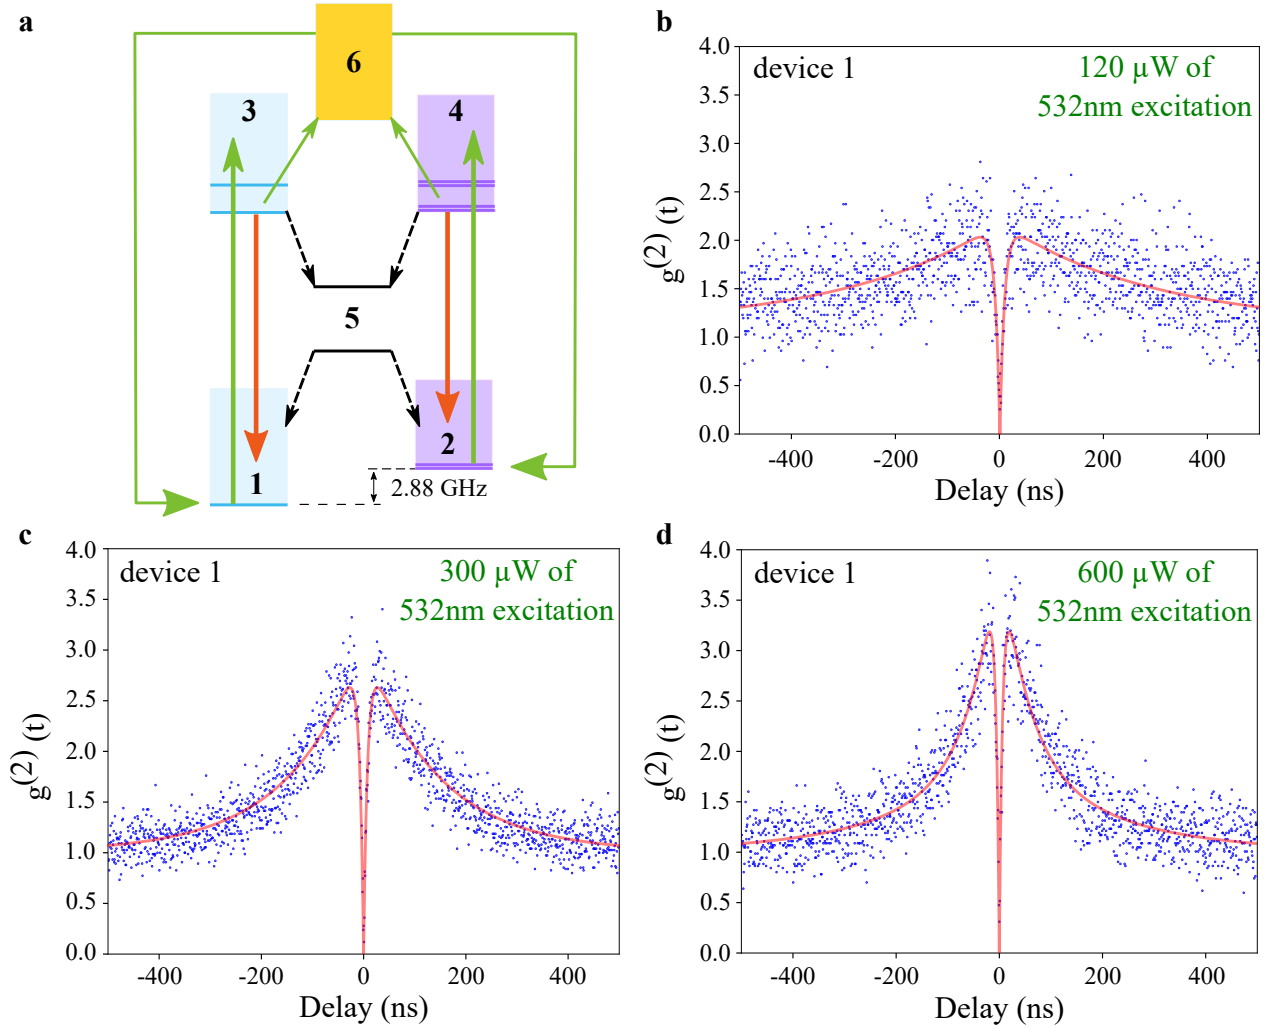 a
6
3
4
5
2
1
2.88 GHz
b
device 1
120 µW of
532nm excitation
4.0
3.5
3.0
2.5
2.0
1.5
1.0
0.5
0.0
g(2) (t)
-400
-200
0
200
400
Delay (ns)
c
device 1
300 µW of
532nm excitation
4.0
3.5
3.0
2.5
2.0
1.5
1.0
0.5
0.0
g(2) (t)
-400
-200
0
200
400
Delay (ns)
d
device 1
600 µW of
532nm excitation
4.0
3.5
3.0
2.5
2.0
1.5
1.0
0.5
0.0
g(2) (t)
-400
-200
0
200
400
Delay (ns)